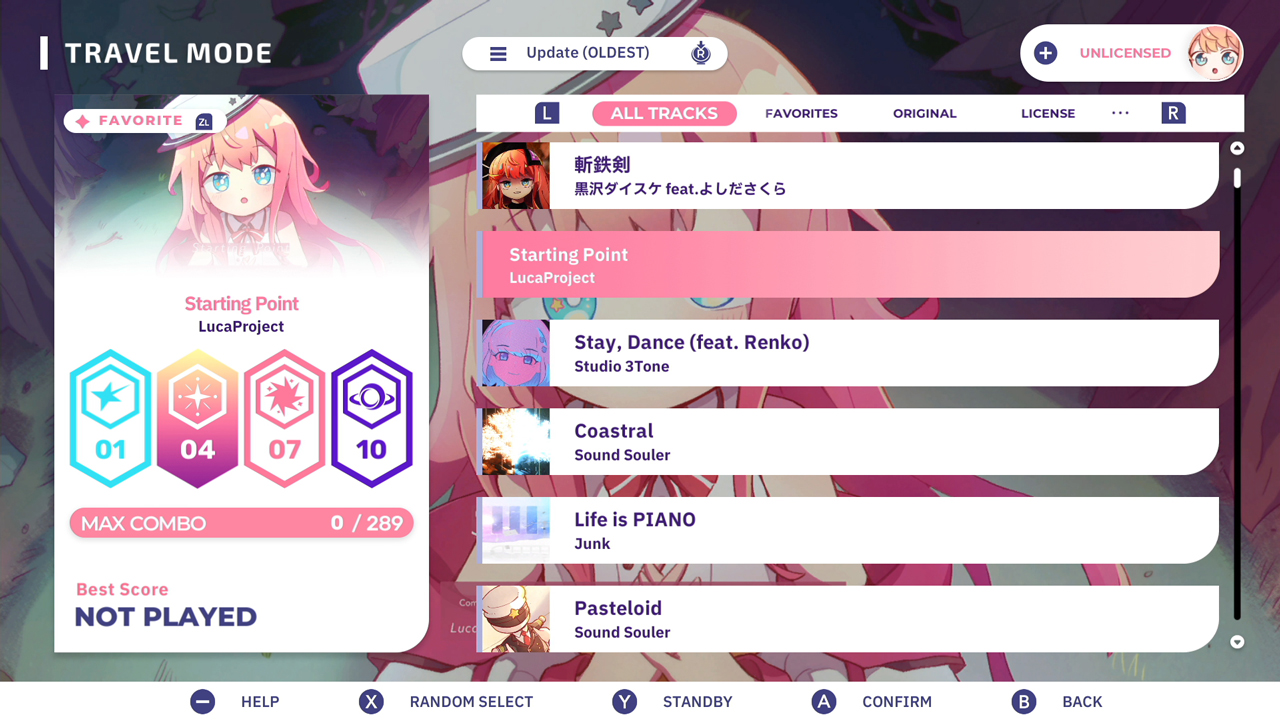 TRAVEL MODE
Update (OLDEST)
R
UNLICENSED
FAVORITE ZL
L
ALL TRACKS
FAVORITES
ORIGINAL
LICENSE
...
R
斬鉄剣
黒沢ダイスケ feat.よしださくら
Starting Point
LucaProject
Stay, Dance (feat. Renko)
Studio 3Tone
Coastral
Sound Souler
Life is PIANO
Junk
Pasteloid
Sound Souler
Starting Point
LucaProject
01
04
07
10
MAX COMBO 0 / 289
Best Score
NOT PLAYED
HELP
X RANDOM SELECT
Y STANDBY
A CONFIRM
B BACK